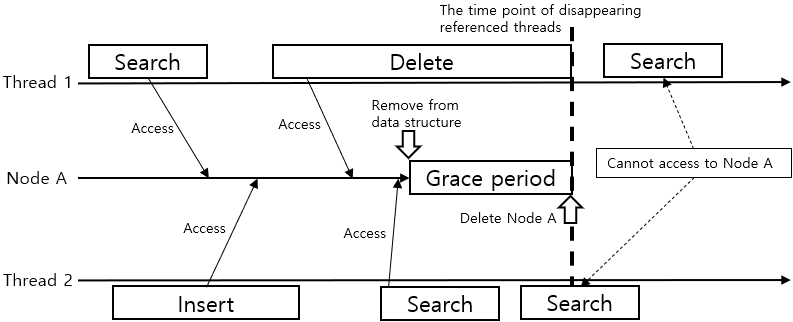 The time point of disappearing
referenced threads
Search
Delete
Search
Thread 1
Access
Access
Remove from
data structure
Node A
Grace period
Cannot access to Node A
Access
Access
Delete Node A
Thread 2
Insert
Search
Search